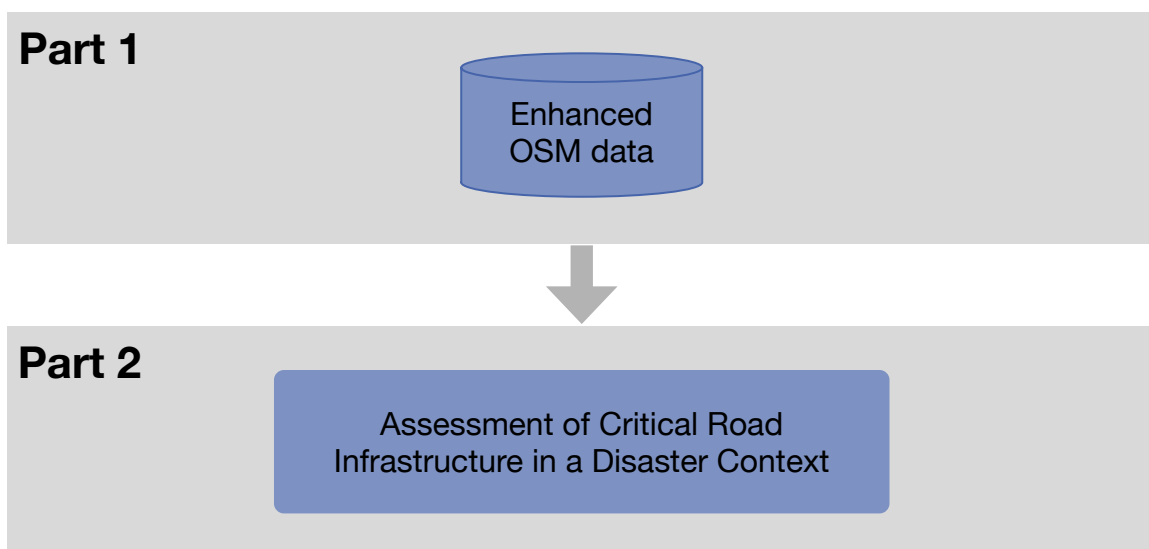 Part 1
Enhanced
OSM data
Part 2
Assessment of Critical Road
Infrastructure in a Disaster Context